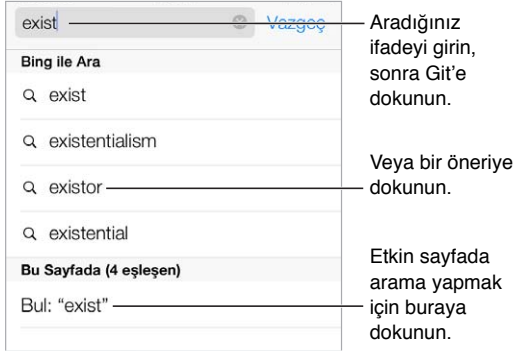 exist
Vazgeç
Aradığınız
ifadeyi girin,
sonra Git'e
dokunun.
Bing ile Ara
exist
existentialism
existor
Veya bir öneriye
dokunun.
existential
Bu Sayfada (4 eşleşen)
Bul: “exist”
Etkin sayfada
arama yapmak
için buraya
dokunun.